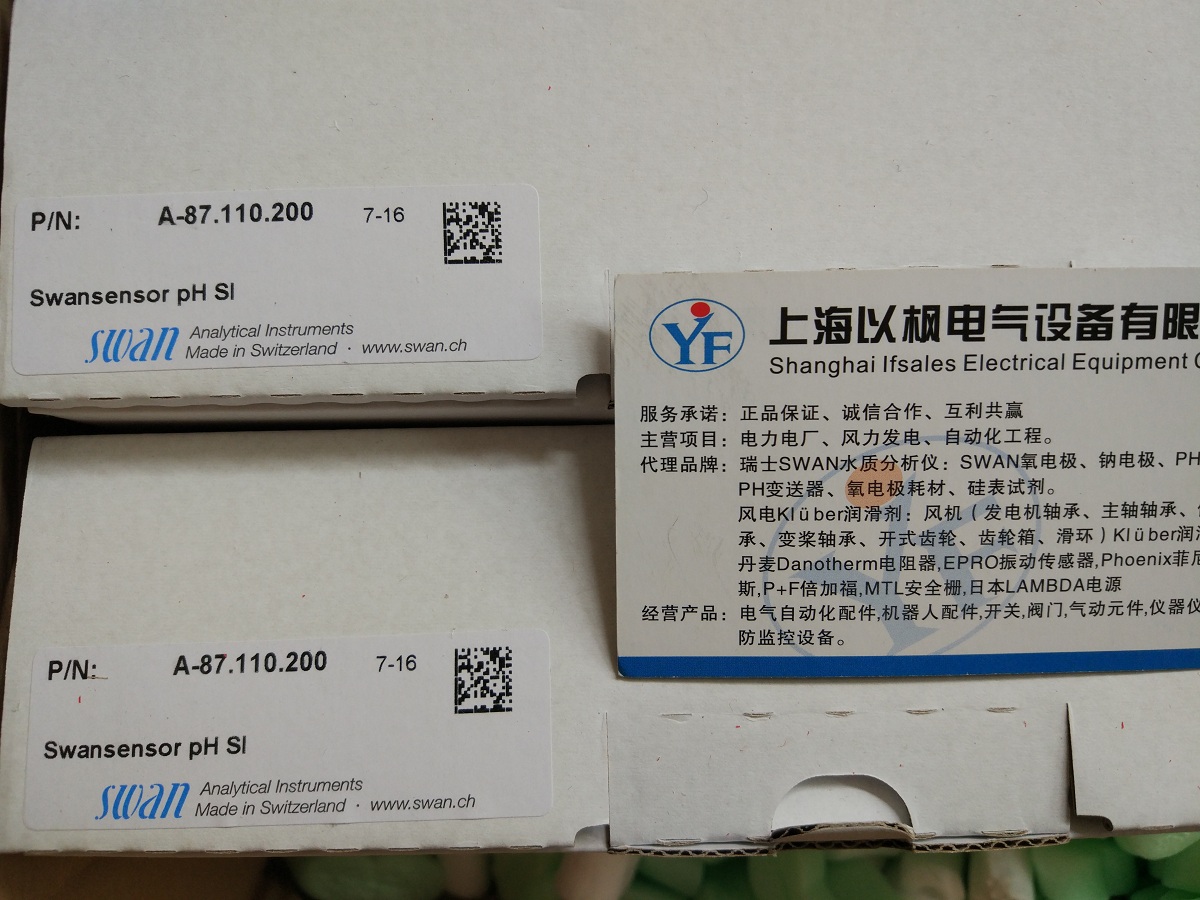 P/N: A-87.110.200 7-16
Swansensor pH SI
swan Analytical Instruments
Made in Switzerland · www.swan.ch
YF
上海以枫电气设备有限
Shanghai Ifsales Electrical Equipment
服务承诺：正品保证、诚信合作、互利共赢
主营项目：电力电厂、风力发电、自动化工程。
代理品牌：瑞士SWAN水质分析仪：SWAN氧电极、钠电极、PH
PH变送器、氧电极耗材、硅表试剂。
风电Klüber润滑剂：风机（发电机轴承、主轴轴承、
承、变桨轴承、开式齿轮、齿轮箱、滑环）Klüber润
丹麦Danotherm电阻器,EPRO振动传感器,Phoenix菲尼
斯,P+F倍加福,MTL安全栅,日本LAMBDA电源
经营产品：电气自动化配件,机器人配件,开关,阀门,气动元件,仪器仪
防监控设备。
P/N: A-87.110.200 7-16
Swansensor pH SI
swan Analytical Instruments
Made in Switzerland · www.swan.ch